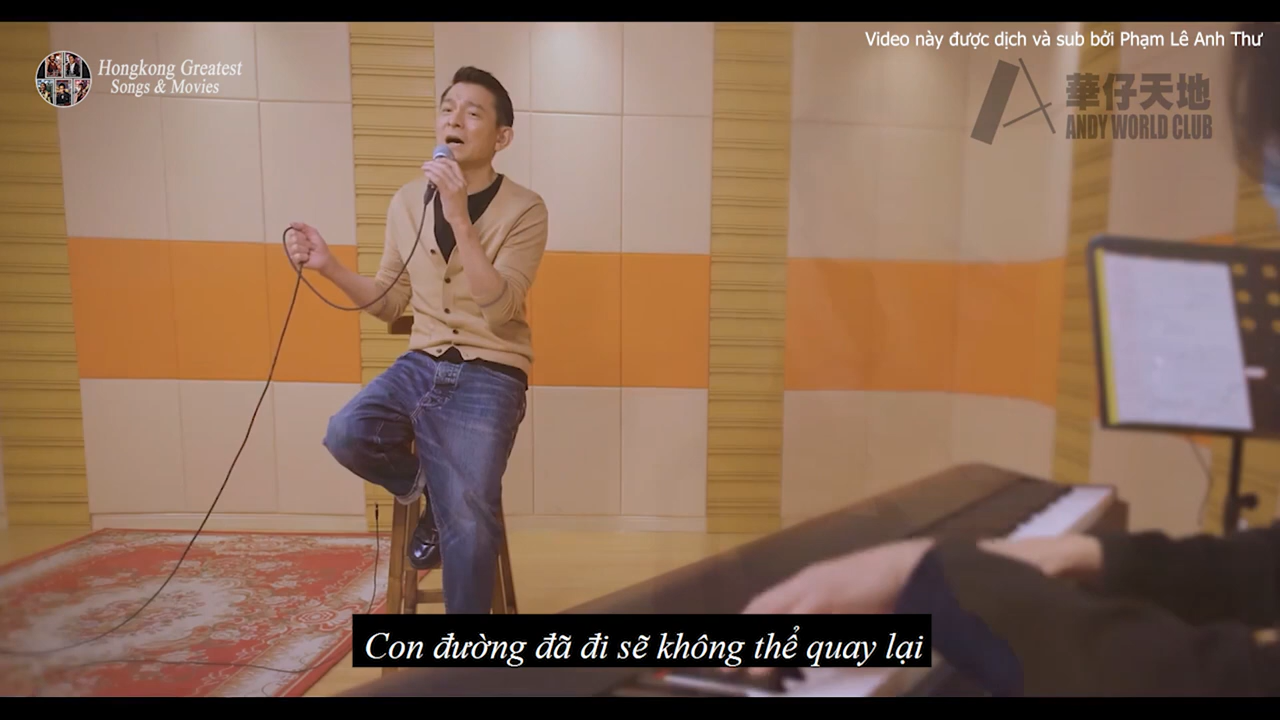 Video này được dịch và sub bởi Phạm Lê Anh Thư
Hongkong Greatest
Songs & Movies
華仔天地
ANDY WORLD CLUB
Con đường đã đi sẽ không thể quay lại